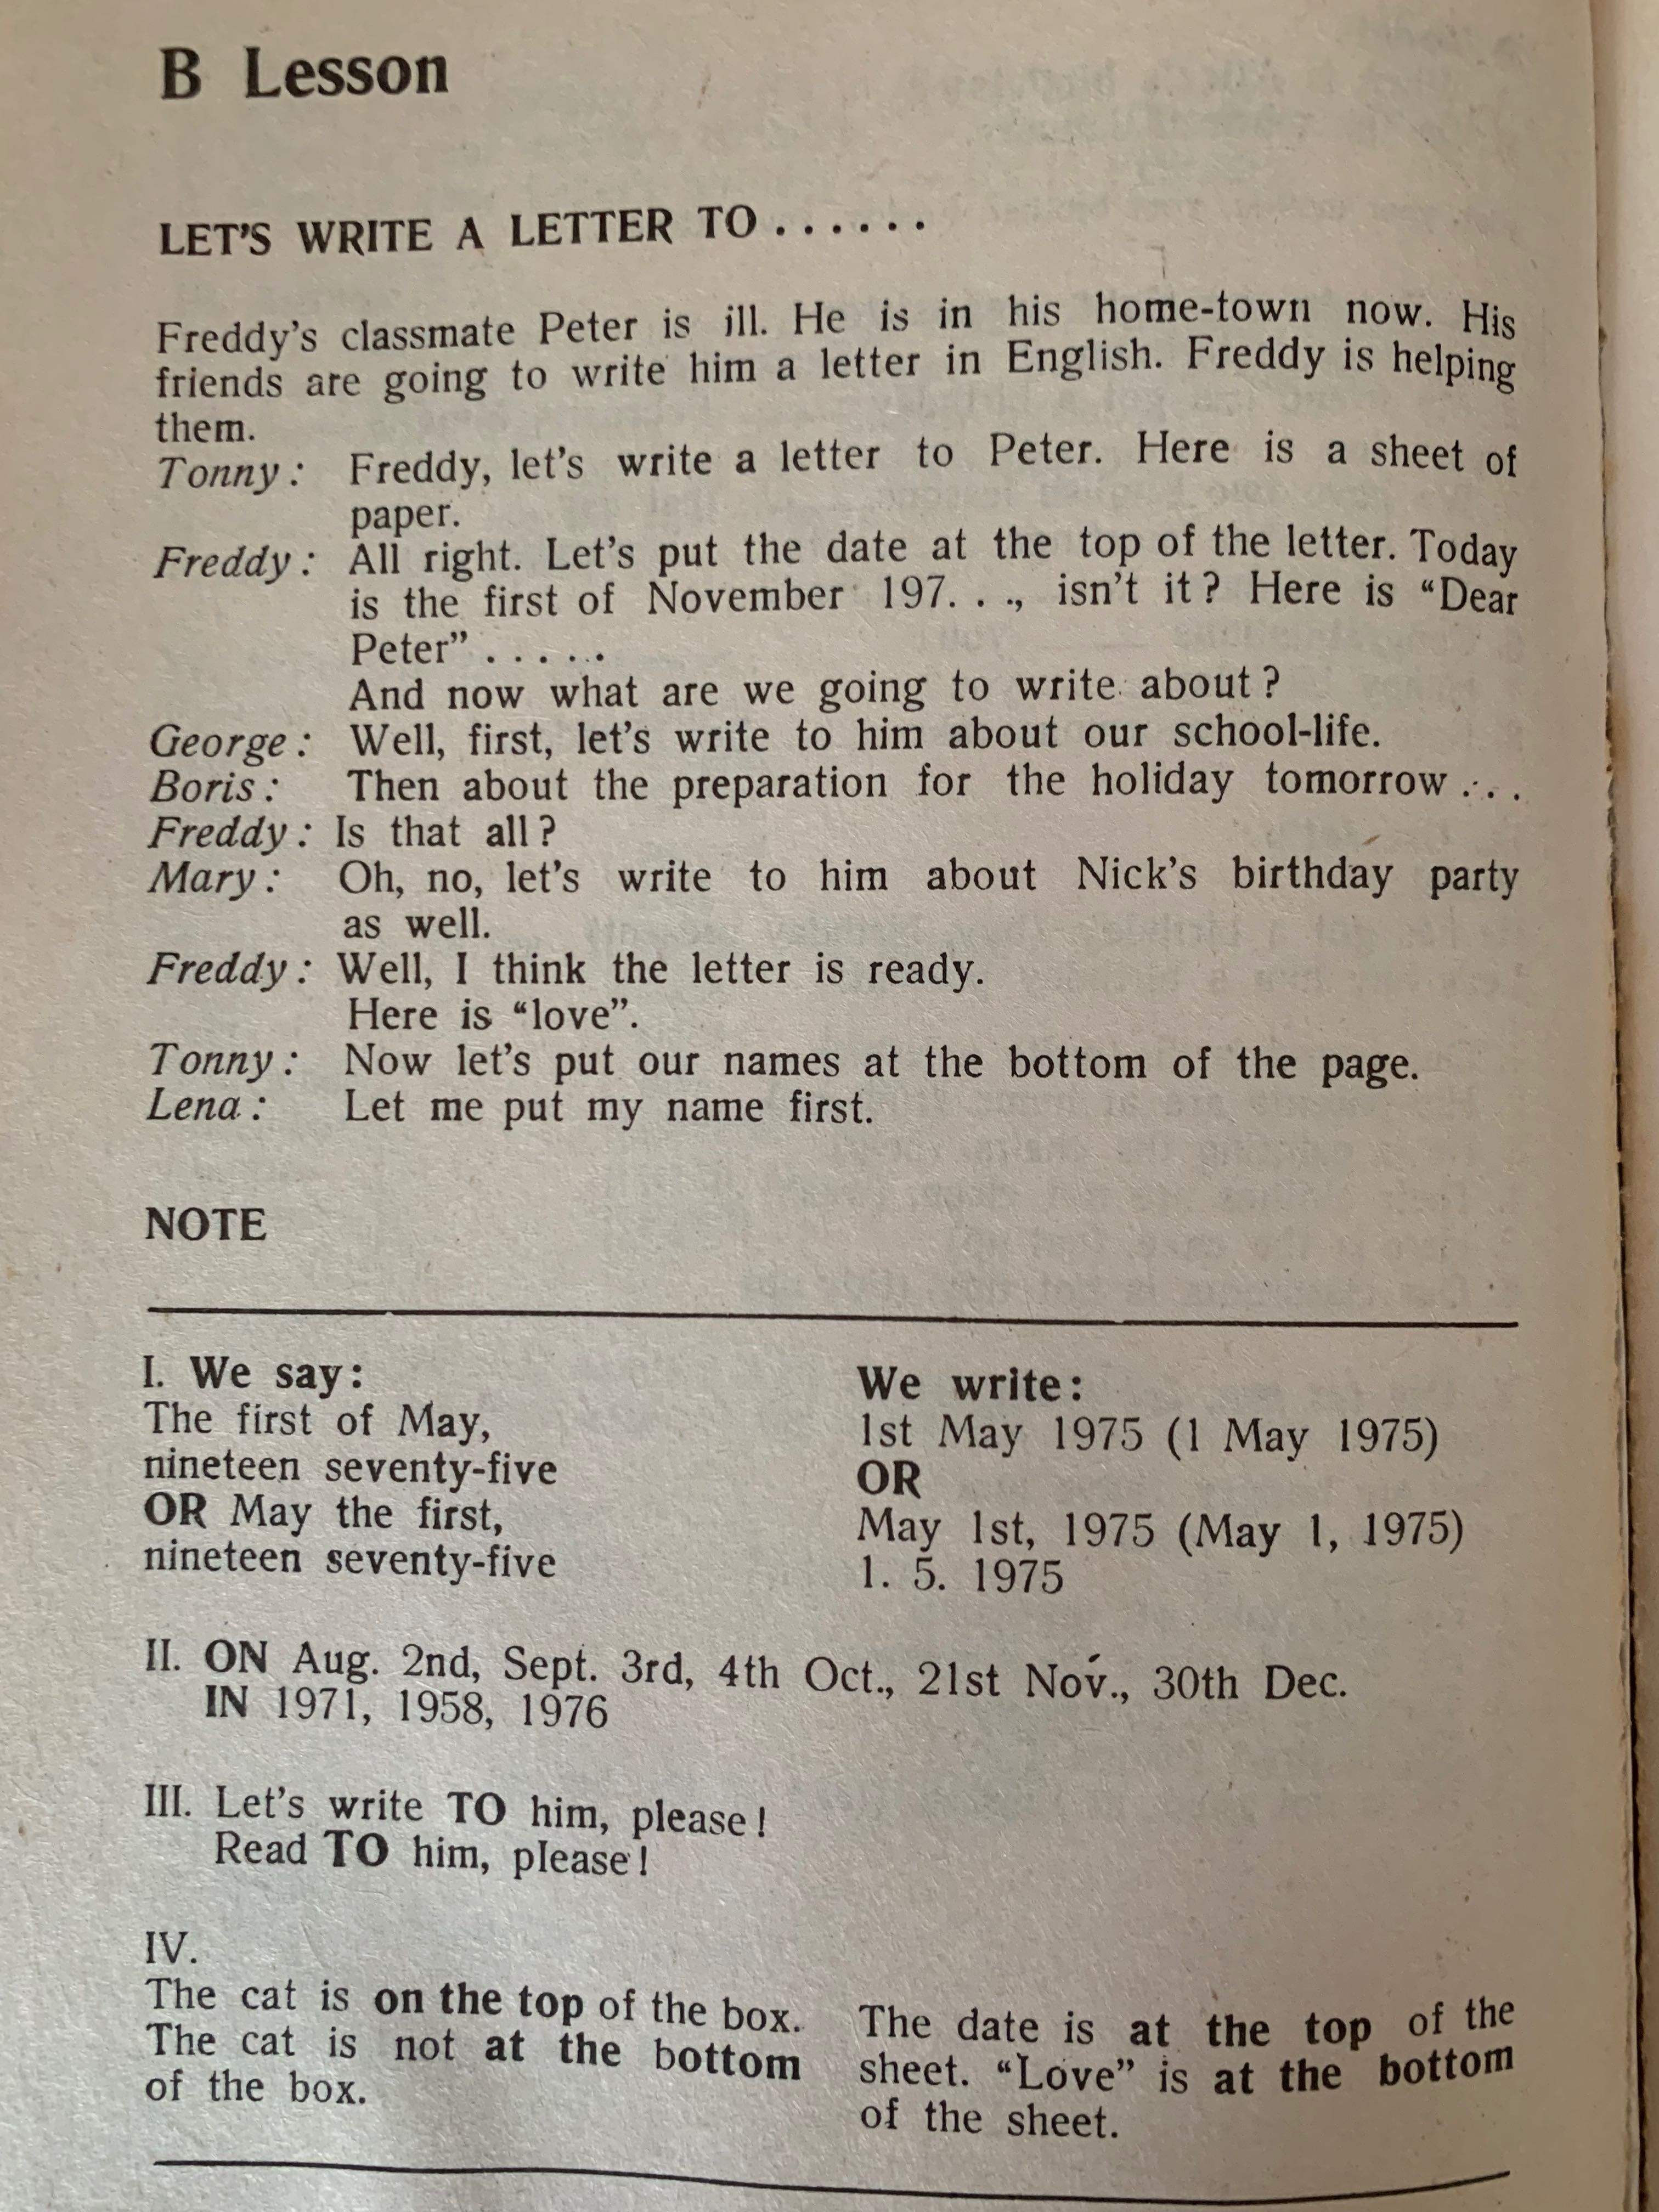 B Lesson
LET'S WRITE A LETTER TO ......
Freddy's classmate Peter is ill. He is in his home-town now. His
friends are going to write him a letter in English. Freddy is helping
them.
Tonny: Freddy, let's write a letter to Peter. Here is a sheet of
paper.
Freddy: All right. Let's put the date at the top of the letter. Today
is the first of November 197. . ., isn't it? Here is “Dear
Peter” . . . . .
And now what are we going to write about?
George: Well, first, let's write to him about our school-life.
Boris: Then about the preparation for the holiday tomorrow . . .
Freddy: Is that all?
Mary: Oh, no, let's write to him about Nick's birthday party
as well.
Freddy: Well, I think the letter is ready.
Here is “love”.
Tonny: Now let's put our names at the bottom of the page.
Lena: Let me put my name first.
NOTE
I. We say:
The first of May,
nineteen seventy-five
OR May the first,
nineteen seventy-five
We write:
1st May 1975 (1 May 1975)
OR
May 1st, 1975 (May 1, 1975)
1. 5. 1975
II. ON Aug. 2nd, Sept. 3rd, 4th Oct., 21st Nov., 30th Dec.
IN 1971, 1958, 1976
III. Let's write TO him, please!
Read TO him, please!
IV.
The cat is on the top of the box.
The cat is not at the bottom
of the box.
The date is at the top of the
sheet. “Love” is at the bottom
of the sheet.